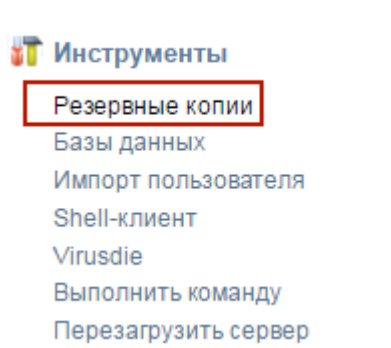 Инструменты
Резервные копии
Базы данных
Импорт пользователя
Shell-клиент
Virusdie
Выполнить команду
Перезагрузить сервер